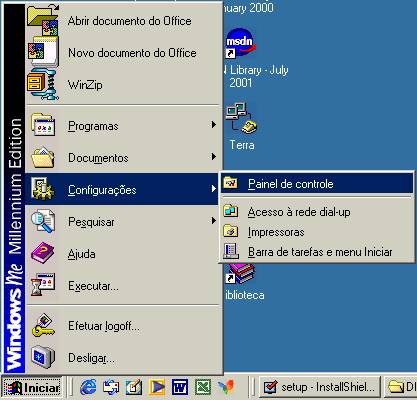 Windows Me Millennium Edition
Abrir documento do Office
Novo documento do Office
WinZip
Programas
Documentos
Configurações
Pesquisar
Ajuda
Executar...
Efetuar logoff...
Desligar...
Painel de controle
Acesso à rede dial-up
Impressoras
Barra de tarefas e menu Iniciar
nuary 2000
msdn
N Library - July
2001
Terra
iblioteca
Iniciar
setup - InstallShiel...